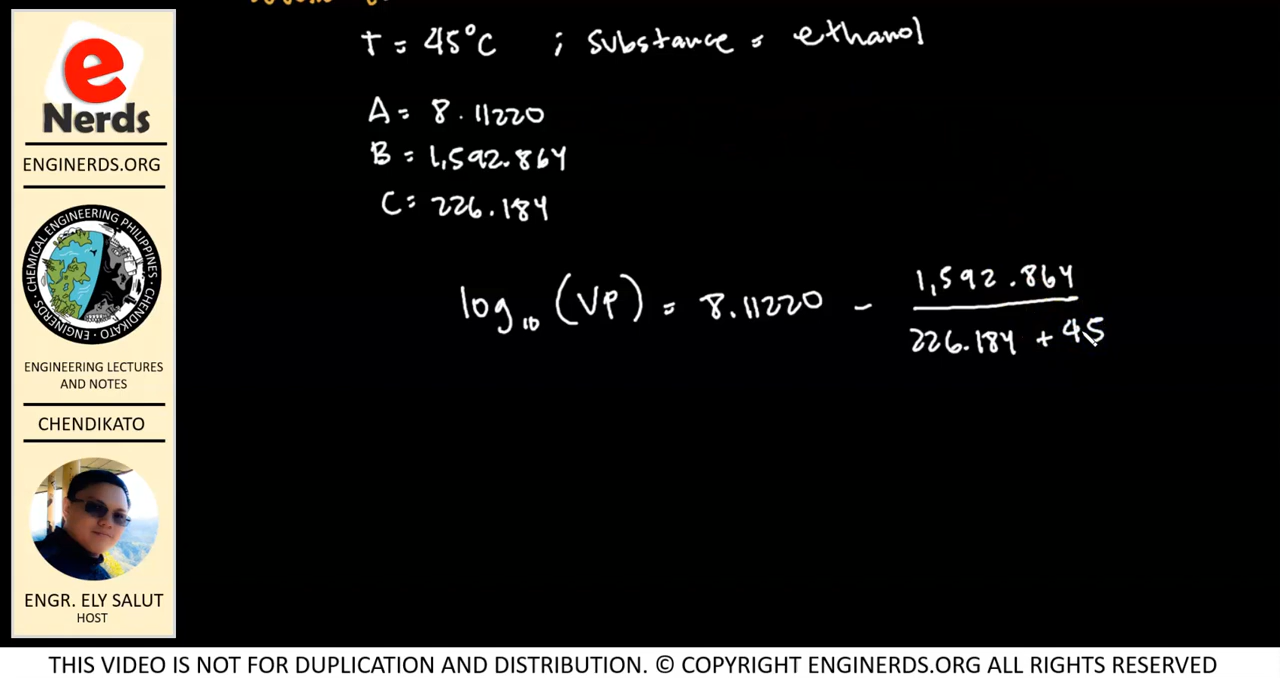 T = 45°C ; Substance = ethanol
A = 8.11220
B = 1,592.864
C = 226.184
log10 (VP) = 8.11220 - 1,592.864 / 226.184 + 45
e
Nerds
ENGINERDS.ORG
CHEMICAL ENGINEERING PHILIPPINES • CHENDIKATO • ENGINERDS •
ENGINEERING LECTURES
AND NOTES
CHENDIKATO
ENGR. ELY SALUT
HOST
THIS VIDEO IS NOT FOR DUPLICATION AND DISTRIBUTION. © COPYRIGHT ENGINERDS.ORG ALL RIGHTS RESERVED